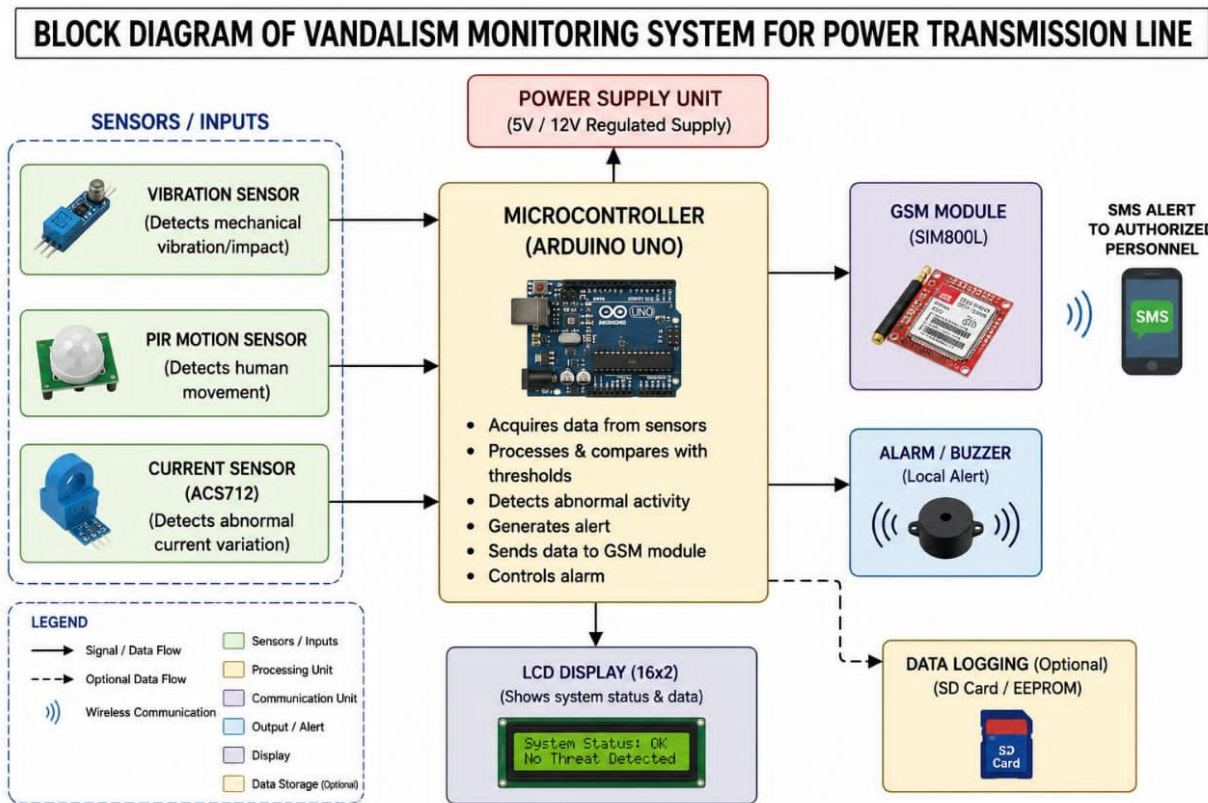 BLOCK DIAGRAM OF VANDALISM MONITORING SYSTEM FOR POWER TRANSMISSION LINE
SENSORS / INPUTS
VIBRATION SENSOR
(Detects mechanical
vibration/impact)
PIR MOTION SENSOR
(Detects human
movement)
CURRENT SENSOR
(ACS712)
(Detects abnormal
current variation)
POWER SUPPLY UNIT
(5V / 12V Regulated Supply)
MICROCONTROLLER
(ARDUINO UNO)
UNO
• Acquires data from sensors
• Processes & compares with
thresholds
• Detects abnormal activity
• Generates alert
• Sends data to GSM module
• Controls alarm
GSM MODULE
(SIM800L)
SMS ALERT
TO AUTHORIZED
PERSONNEL
SMS
ALARM / BUZZER
(Local Alert)
LCD DISPLAY (16x2)
(Shows system status & data)
System Status: OK
No Threat Detected
DATA LOGGING (Optional)
(SD Card / EEPROM)
SD
Card
LEGEND
Signal / Data Flow
Optional Data Flow
Wireless Communication
Sensors / Inputs
Processing Unit
Communication Unit
Output / Alert
Display
Data Storage (Optional)